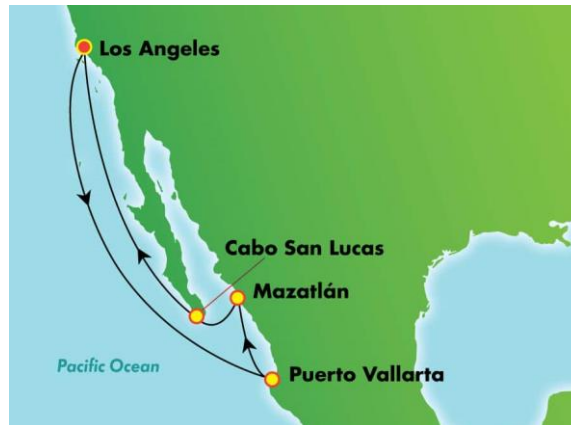 Los Angeles
Cabo San Lucas
Mazatlán
Pacific Ocean
Puerto Vallarta